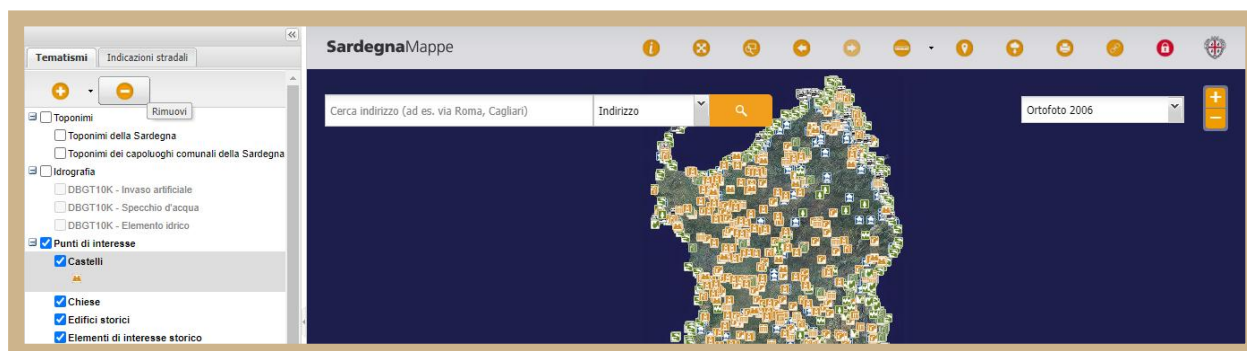 Tematismi
Indicazioni stradali
Rimuovi
Toponimi
Toponimi della Sardegna
Toponimi dei capoluoghi comunali della Sardegna
Idrografia
DBGT10K - Invaso artificiale
DBGT10K - Specchio d'acqua
DBGT10K - Elemento idrico
Punti di interesse
Castelli
Chiese
Edifici storici
Elementi di interesse storico
SardegnaMappe
Cerca indirizzo (ad es. via Roma, Cagliari)
Indirizzo
Ortofoto 2006